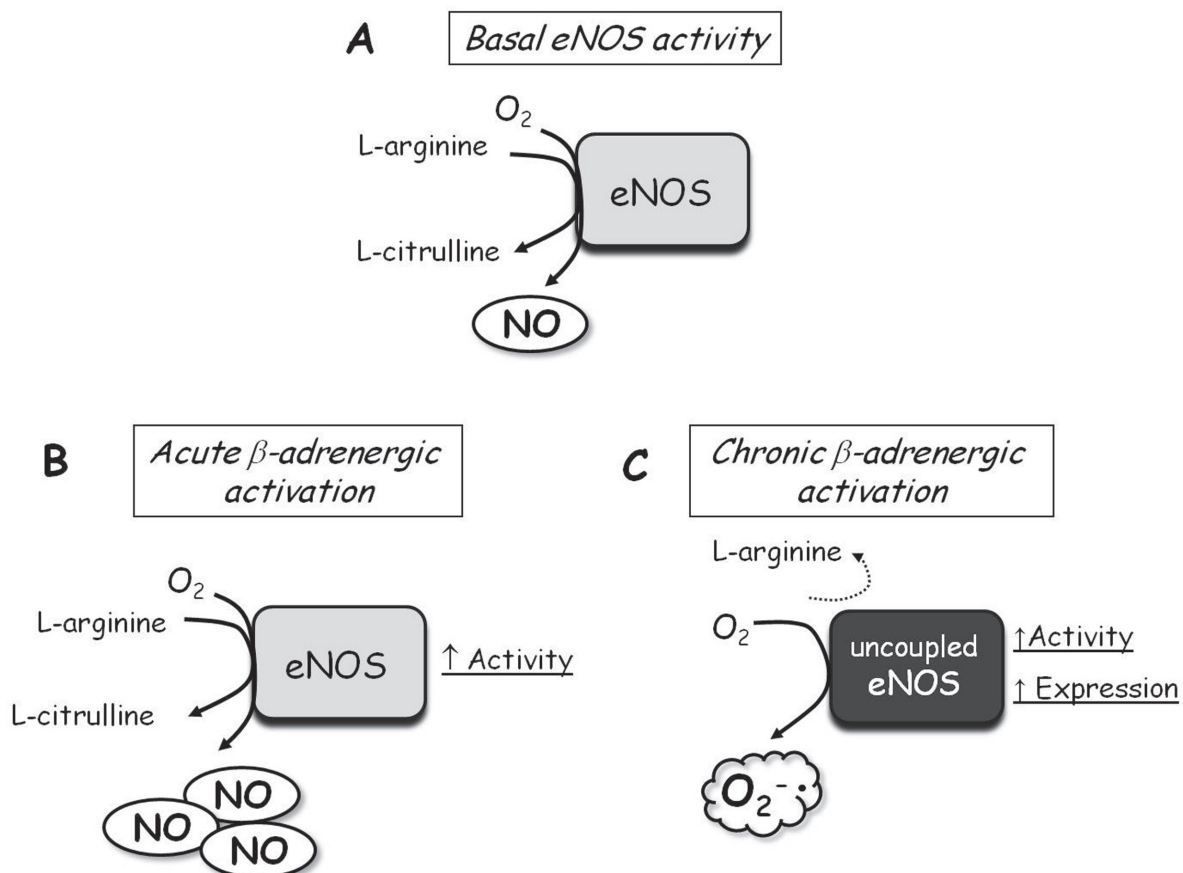 A
Basal eNOS activity
O₂
L-arginine
eNOS
L-citrulline
NO
B
Acute β-adrenergic
activation
O₂
L-arginine
eNOS
↑ Activity
L-citrulline
NO
NO
NO
C
Chronic β-adrenergic
activation
L-arginine
O₂
uncoupled
eNOS
↑Activity
↑ Expression
O₂⁻·